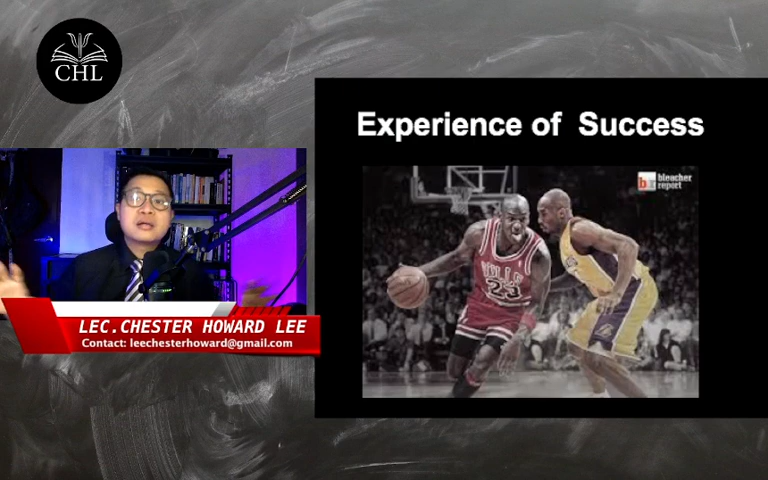 CHL
Experience of Success
bleacher
report
BULLS
23
LEC.CHESTER HOWARD LEE
Contact: leechesterhoward@gmail.com